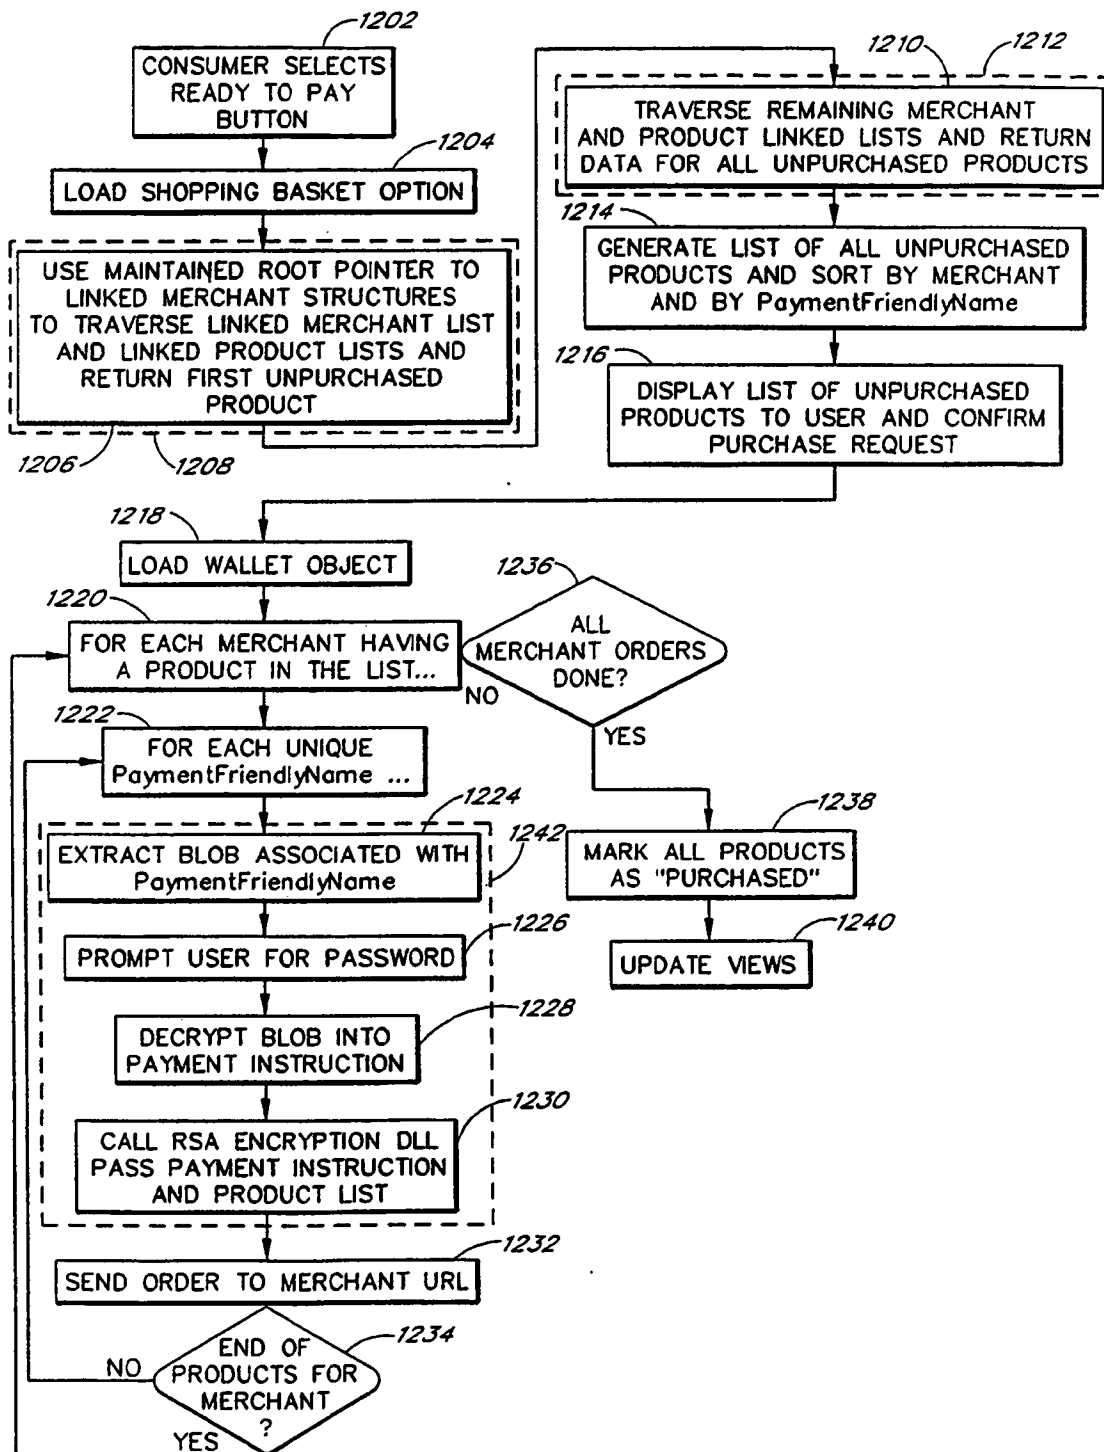 1202
CONSUMER SELECTS
READY TO PAY
BUTTON
1204
LOAD SHOPPING BASKET OPTION
USE MAINTAINED ROOT POINTER TO
LINKED MERCHANT STRUCTURES
TO TRAVERSE LINKED MERCHANT LIST
AND LINKED PRODUCT LISTS AND
RETURN FIRST UNPURCHASED
PRODUCT
1206
1208
1210
1212
TRAVERSE REMAINING MERCHANT
AND PRODUCT LINKED LISTS AND RETURN
DATA FOR ALL UNPURCHASED PRODUCTS
1214
GENERATE LIST OF ALL UNPURCHASED
PRODUCTS AND SORT BY MERCHANT
AND BY PaymentFriendlyName
1216
DISPLAY LIST OF UNPURCHASED
PRODUCTS TO USER AND CONFIRM
PURCHASE REQUEST
1218
LOAD WALLET OBJECT
1220
FOR EACH MERCHANT HAVING
A PRODUCT IN THE LIST...
1236
ALL
MERCHANT ORDERS
DONE?
NO
YES
1222
FOR EACH UNIQUE
PaymentFriendlyName ...
1224
1242
EXTRACT BLOB ASSOCIATED WITH
PaymentFriendlyName
1226
PROMPT USER FOR PASSWORD
1228
DECRYPT BLOB INTO
PAYMENT INSTRUCTION
1230
CALL RSA ENCRYPTION DLL
PASS PAYMENT INSTRUCTION
AND PRODUCT LIST
1232
SEND ORDER TO MERCHANT URL
1234
END OF
PRODUCTS FOR
MERCHANT
?
NO
YES
1238
MARK ALL PRODUCTS
AS "PURCHASED"
1240
UPDATE VIEWS